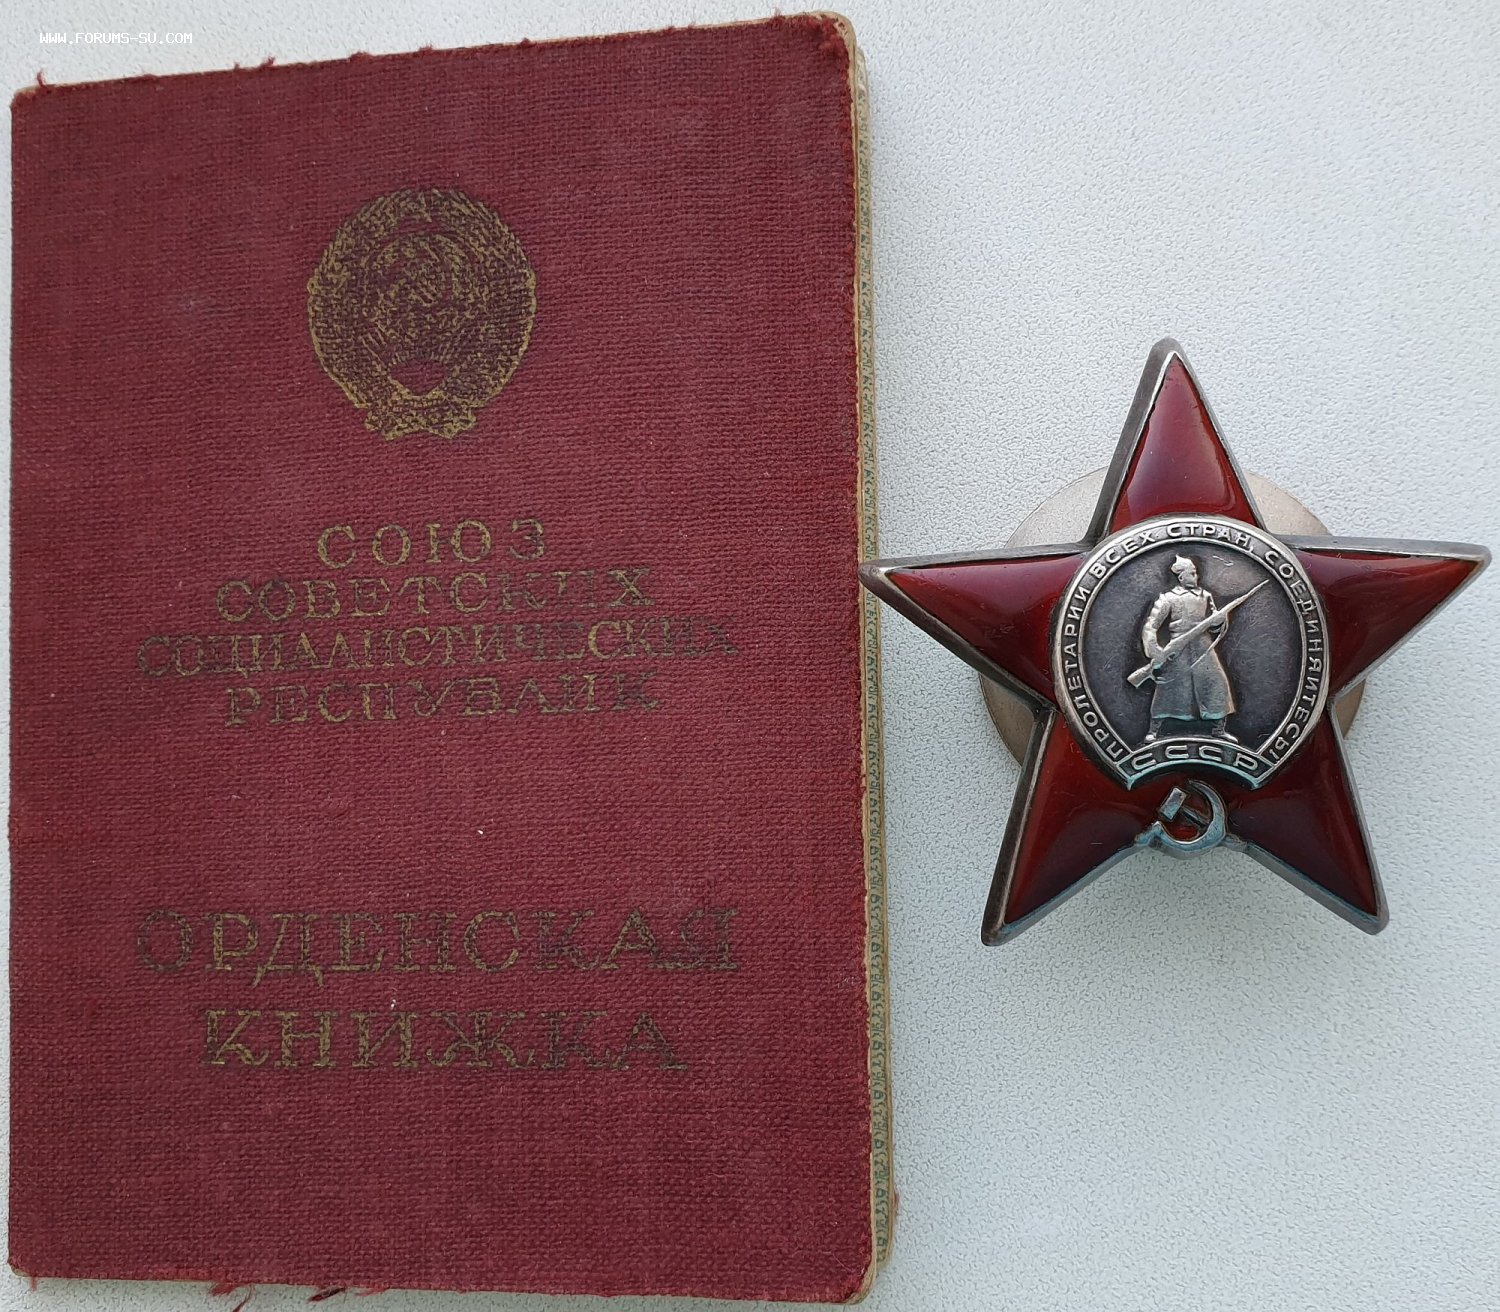 WWW.FORUMS-SU.COM
СОЮЗ
СОВЕТСКИХ
СОЦИАЛИСТИЧЕСКИХ
РЕСПУБЛИК
ОРДЕНСКАЯ
КНИЖКА
ПРОЛЕТАРИИ ВСЕХ СТРАН, СОЕДИНЯЙТЕСЬ!
СССР